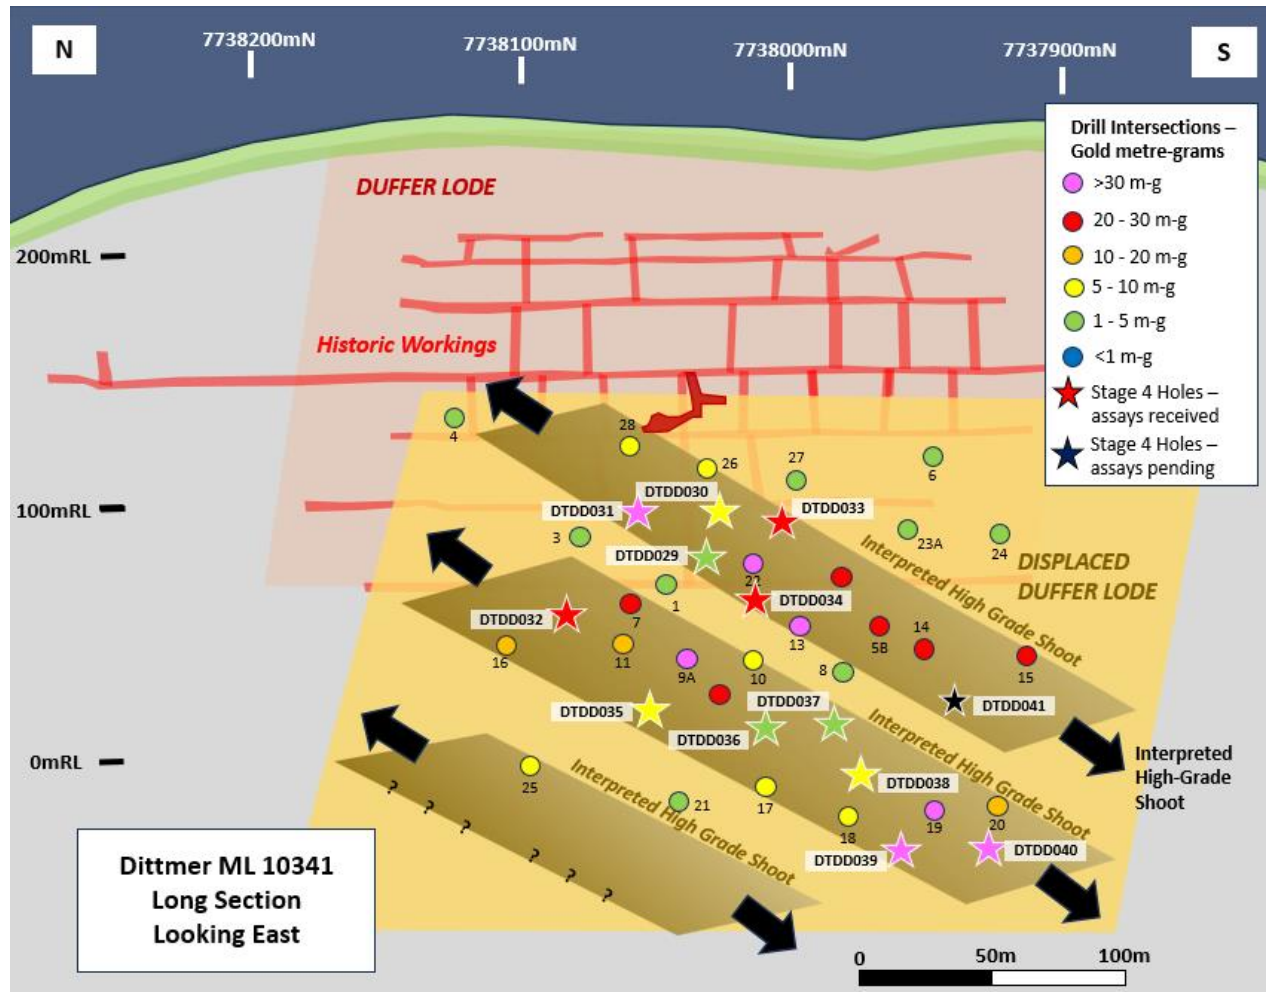 N
7738200mN
7738100mN
7738000mN
7737900mN
S
Drill Intersections –
Gold metre-grams
>30 m-g
20 - 30 m-g
10 - 20 m-g
5 - 10 m-g
1 - 5 m-g
<1 m-g
Stage 4 Holes –
assays received
Stage 4 Holes –
assays pending
DUFFER LODE
200mRL
Historic Workings
4
28
26
27
6
DTDD030
100mRL
DTDD031
DTDD033
3
DTDD029
23A
24
Interpreted High Grade Shoot
DISPLACED
DUFFER LODE
22
1
DTDD034
DTDD032
7
13
5B
14
15
16
11
9A
10
8
DTDD035
DTDD037
DTDD041
DTDD036
Interpreted High Grade Shoot
Interpreted
High-Grade
Shoot
0mRL
25
Interpreted High Grade Shoot
DTDD038
?
?
?
?
?
?
21
17
18
19
20
DTDD039
DTDD040
Dittmer ML 10341
Long Section
Looking East
0
50m
100m